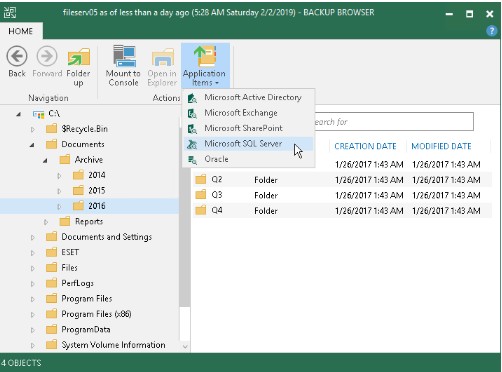 fileserv05 as of less than a day ago (5:28 AM Saturday 2/2/2019) - BACKUP BROWSER
HOME
Back Forward Folder up
Mount to Console
Open in Explorer
Application Items
Navigation
Actions
Microsoft Active Directory
Microsoft Exchange
Microsoft SharePoint
Microsoft SQL Server
Oracle
C:\
$Recycle.Bin
Documents
Archive
2014
2015
2016
Reports
Documents and Settings
ESET
Files
PerfLogs
Program Files
Program Files (x86)
ProgramData
System Volume Information
earch for
CREATION DATE MODIFIED DATE
1/26/2017 1:43 AM 1/26/2017 1:43 AM
Q2 Folder 1/26/2017 1:43 AM 1/26/2017 1:43 AM
Q3 Folder 1/26/2017 1:43 AM 1/26/2017 1:43 AM
Q4 Folder 1/26/2017 1:43 AM 1/26/2017 1:43 AM
4 OBJECTS